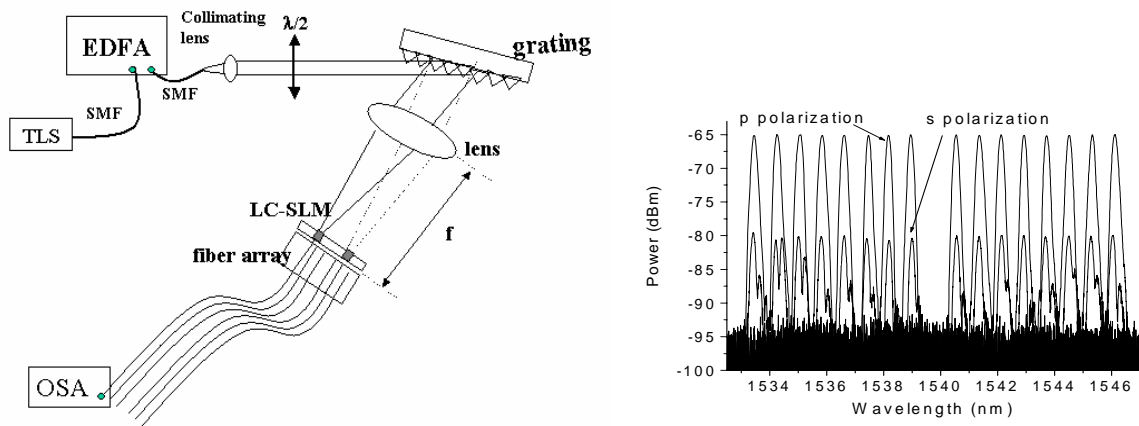 Collimating
lens
λ/2
EDFA
grating
SMF
SMF
TLS
lens
LC-SLM
f
fiber array
OSA
p polarization
s polarization
-65
-70
-75
-80
-85
-90
-95
-100
Power (dBm)
1534 1536 1538 1540 1542 1544 1546
Wavelength (nm)